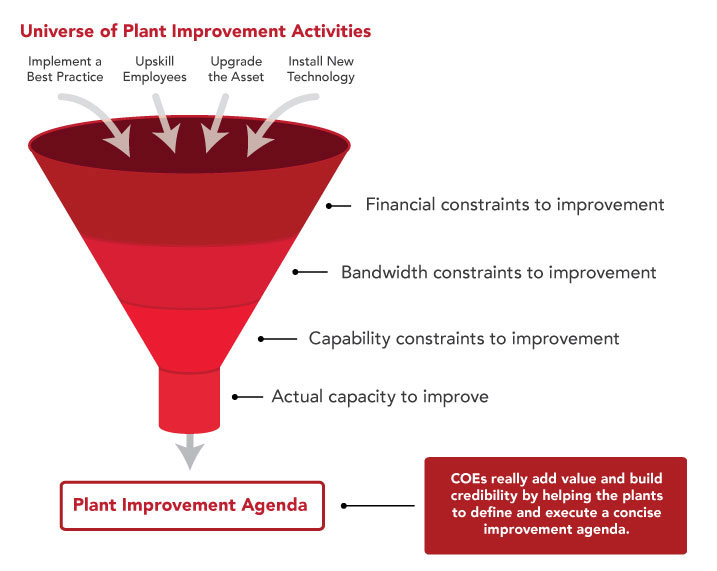 Universe of Plant Improvement Activities
Implement a
Best Practice
Upskill
Employees
Upgrade
the Asset
Install New
Technology
Financial constraints to improvement
Bandwidth constraints to improvement
Capability constraints to improvement
Actual capacity to improve
Plant Improvement Agenda
COEs really add value and build
credibility by helping the plants
to define and execute a concise
improvement agenda.